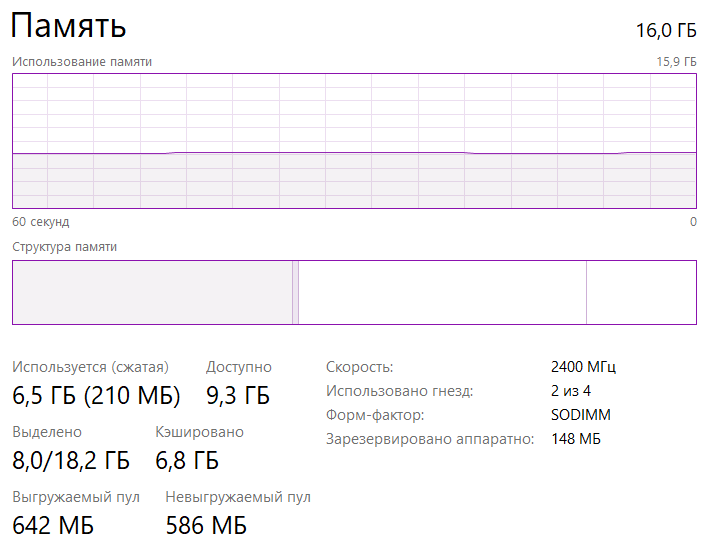 Память
16,0 ГБ
Использование памяти
15,9 ГБ
60 секунд
0
Структура памяти
Используется (сжатая)
6,5 ГБ (210 МБ)
Доступно
9,3 ГБ
Выделено
8,0/18,2 ГБ
Кэшировано
6,8 ГБ
Выгружаемый пул
642 МБ
Невыгружаемый пул
586 МБ
Скорость: 2400 МГц
Использовано гнезд: 2 из 4
Форм-фактор: SODIMM
Зарезервировано аппаратно: 148 МБ